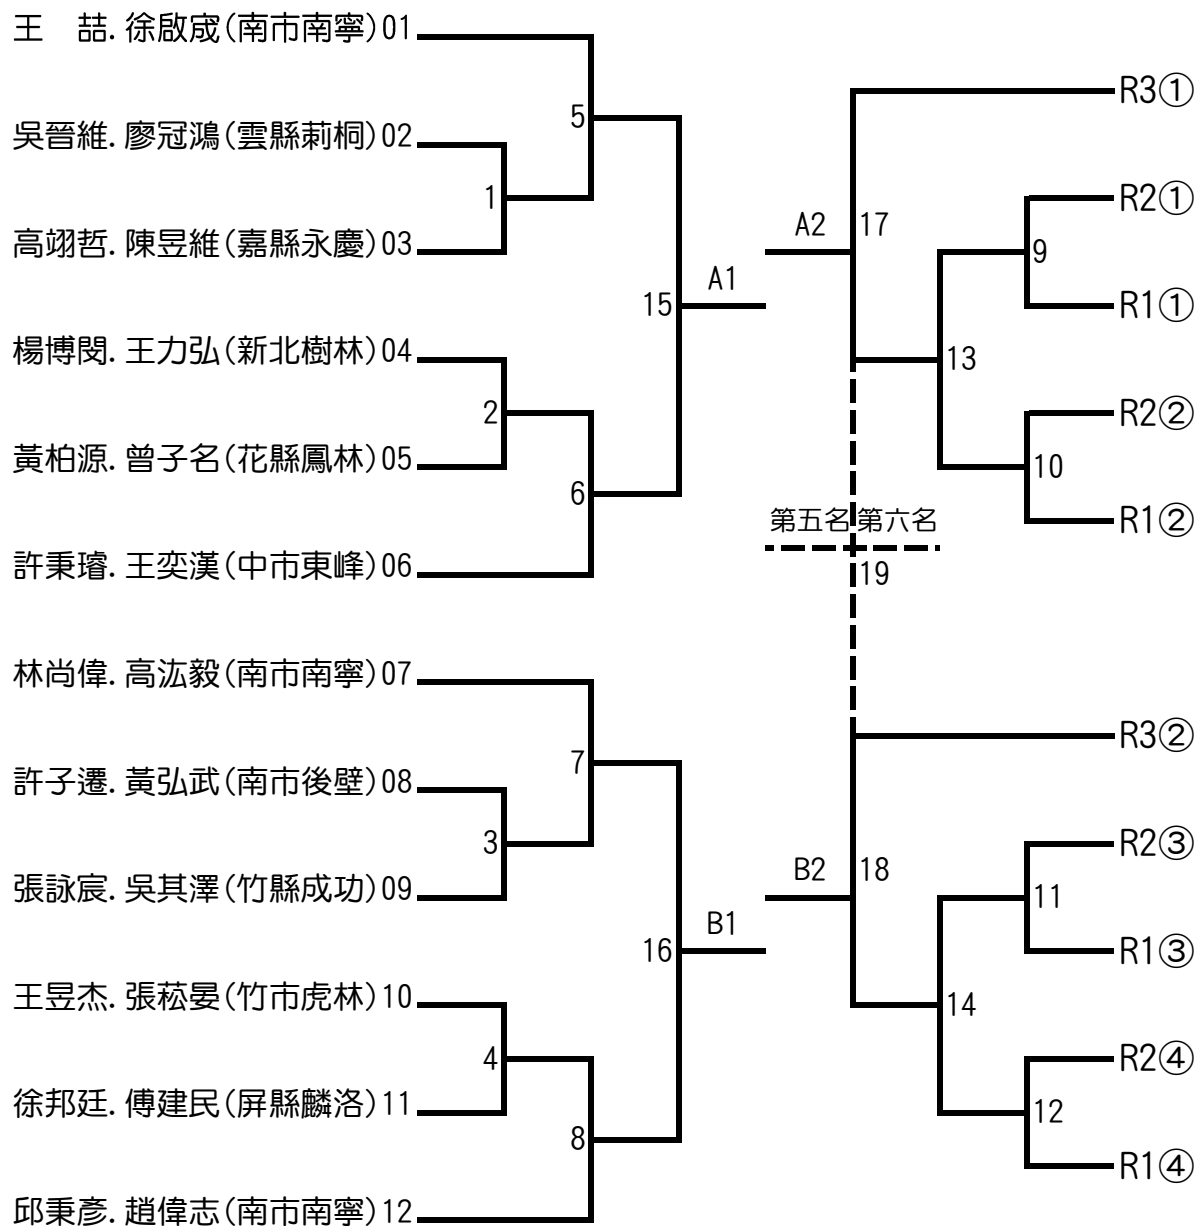 王　喆. 徐啟宬(南市南寧)01
吳晉維. 廖冠鴻(雲縣莿桐)02
高翊哲. 陳昱維(嘉縣永慶)03
楊博閔. 王力弘(新北樹林)04
黃柏源. 曾子名(花縣鳳林)05
許秉璿. 王奕漢(中市東峰)06
林尚偉. 高汯毅(南市南寧)07
許子遷. 黃弘武(南市後壁)08
張詠宸. 吳其澤(竹縣成功)09
王昱杰. 張菘晏(竹市虎林)10
徐邦廷. 傅建民(屏縣麟洛)11
邱秉彥. 趙偉志(南市南寧)12
1
2
3
4
5
6
7
8
15
16
A1
B1
A2
17
13
9
10
第五名 第六名
19
B2
18
14
11
12
R3①
R2①
R1①
R2②
R1②
R3②
R2③
R1③
R2④
R1④